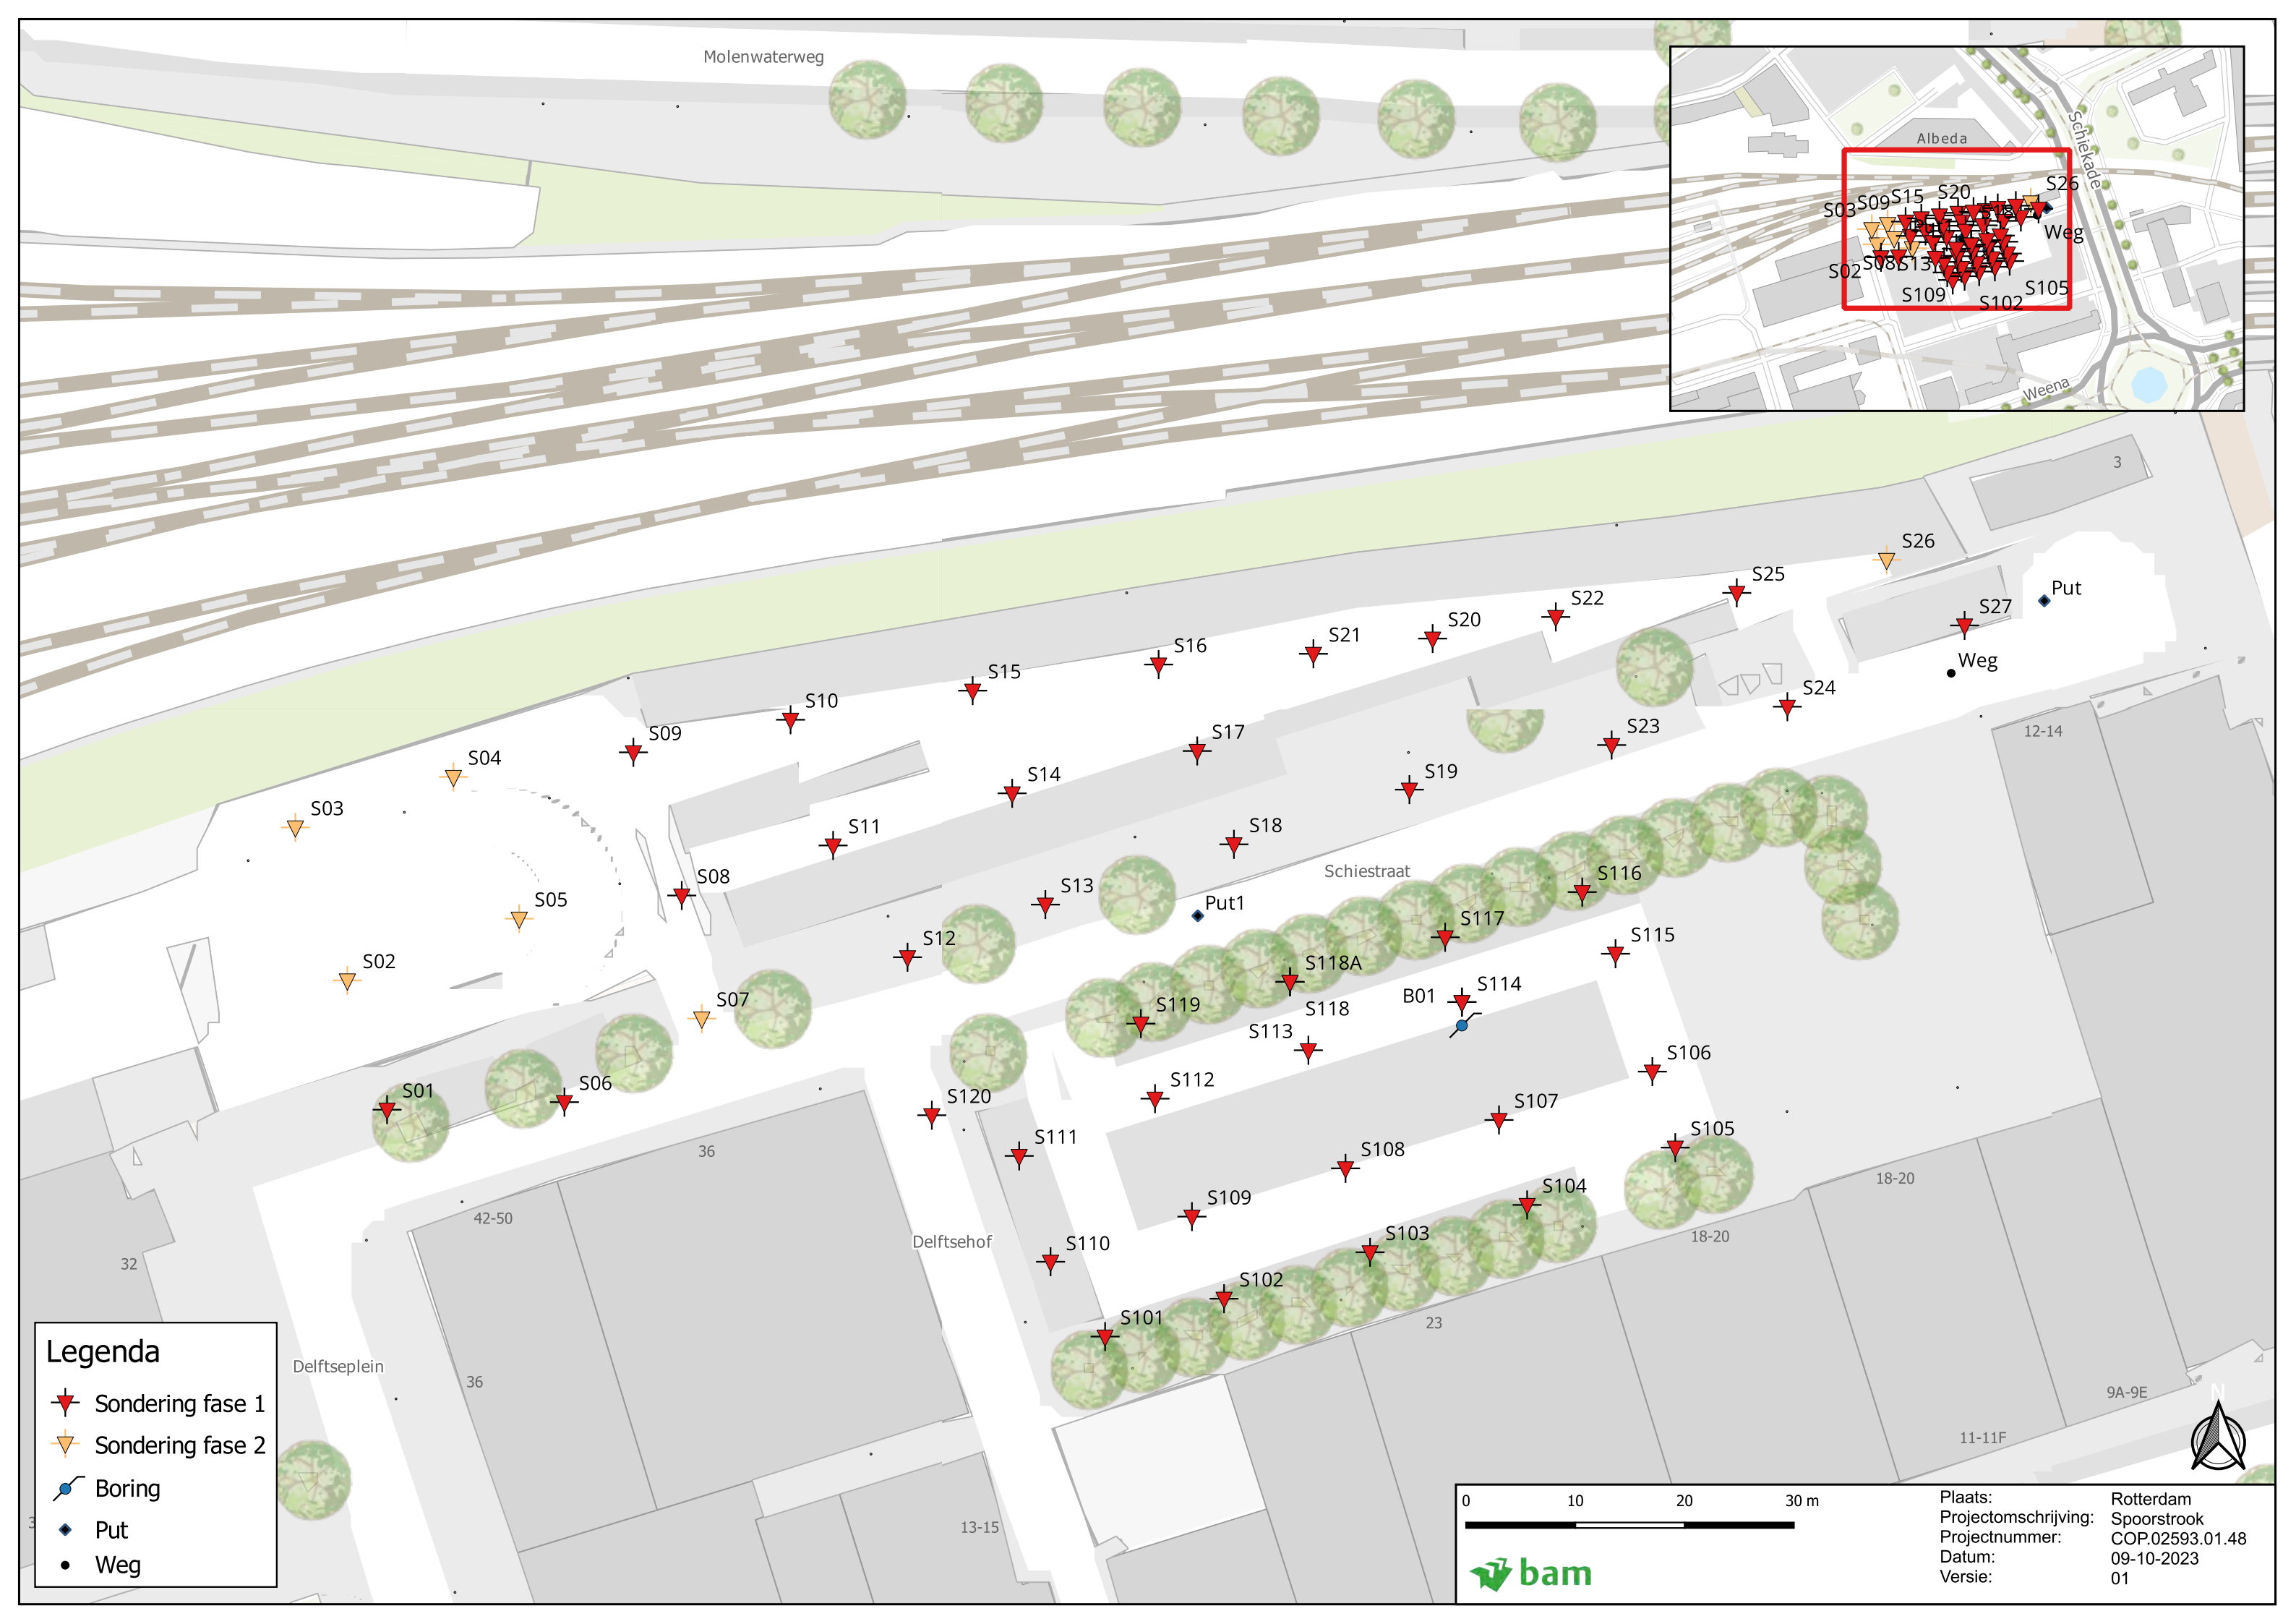 Molenwaterweg
Albeda
Schiekade
S26
S20
S15
S09
S03
Weg
S02
S08
S13
S109
S105
S102
Weena
3
S26
S25
Put
S22
S27
S20
S21
S16
Weg
S15
S24
S10
S23
12-14
S17
S09
S04
S14
S19
S03
S11
S18
Schiestraat
S08
S116
S13
S05
Put1
S117
S12
S115
S02
S118A
S114
B01
S07
S119
S118
S113
S106
S112
S06
S01
S120
S107
S105
S111
36
S108
18-20
S104
S109
42-50
S103
18-20
Delftsehof
S110
32
S102
S101
23
Delftseplein
36
9A-9E
11-11F
13-15
N
Legenda
Sondering fase 1
Sondering fase 2
Boring
Put
Weg
0 10 20 30 m
bam
Plaats: Rotterdam
Projectomschrijving: Spoorstrook
Projectnummer: COP.02593.01.48
Datum: 09-10-2023
Versie: 01